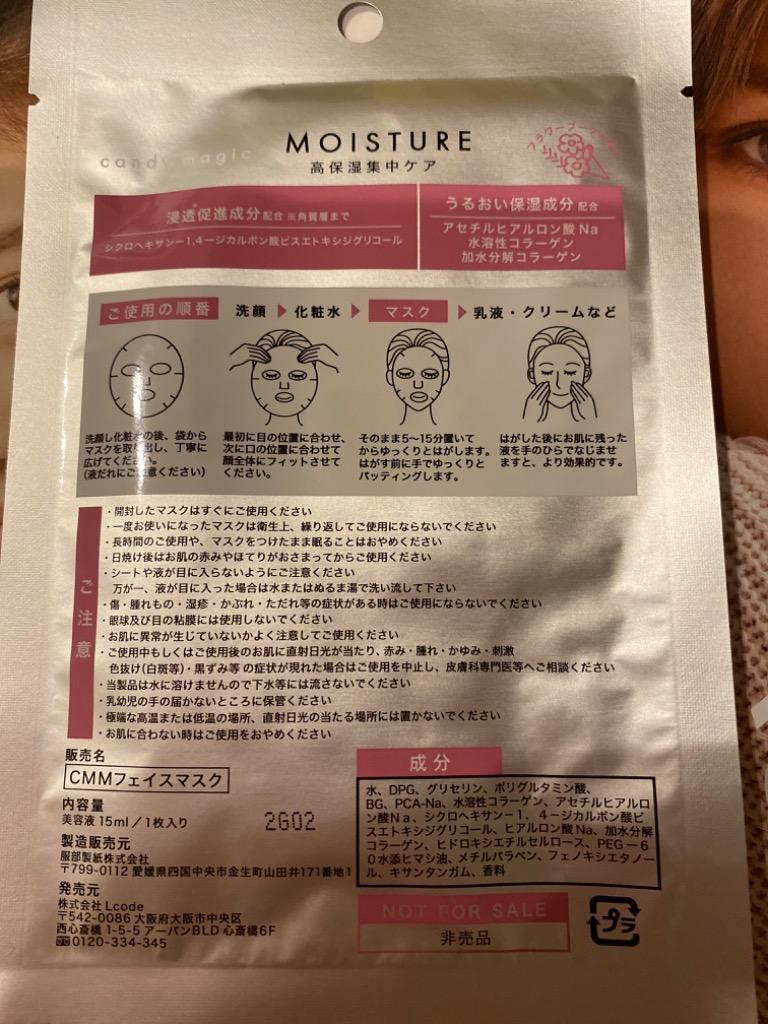 candy magic
MOISTURE
高保湿集中ケア
浸透促進成分配合 ※角質層まで
シクロヘキサン-1,4-ジカルボン酸ビスエトキシジグリコール
うるおい保湿成分 配合
アセチルヒアルロン酸Na
水溶性コラーゲン
加水分解コラーゲン
ご使用の順番 洗顔 ▶ 化粧水 ▶ マスク ▶ 乳液・クリームなど
洗顔し化粧水の後、袋から
マスクを取り出し、丁寧に
広げてください。
(液だれにご注意ください)
最初に目の位置に合わせ、
次に口の位置に合わせて
顔全体にフィットさせて
ください。
そのまま5~15分置いて
からゆっくりとはがします。
はがす前に手でゆっくりと
パッティングします。
はがした後にお肌に残った
液を手のひらでなじませ
ますと、より効果的です。
ご注意
・開封したマスクはすぐにご使用ください
・一度お使いになったマスクは衛生上、繰り返してご使用にならないでください
・長時間のご使用や、マスクをつけたまま眠ることはおやめください
・日焼け後はお肌の赤みやほてりがおさまってからご使用ください
・シートや液が目に入らないようにご注意ください
万が一、液が目に入った場合は水またはぬるま湯で洗い流して下さい
・傷・腫れもの・湿疹・かぶれ・ただれ等の症状がある時はご使用にならないでください
・眼球及び目の粘膜には使用しないでください
・お肌に異常が生じていないかよく注意してご使用ください
・ご使用中もしくはご使用後のお肌に直射日光が当たり、赤み・腫れ・かゆみ・刺激
色抜け(白斑等)・黒ずみ等の症状が現れた場合はご使用を中止し、皮膚科専門医等へご相談ください
・当製品は水に溶けませんので下水等には流さないでください
・乳幼児の手の届かないところに保管ください
・極端な高温または低温の場所、直射日光の当たる場所には置かないでください
・お肌に合わない時はご使用をおやめください
販売名
CMMフェイスマスク
内容量
美容液 15ml / 1枚入り
2G02
製造販売元
服部製紙株式会社
〒799-0112 愛媛県四国中央市金生町山田井171番地1
発売元
株式会社 Lcode
〒542-0086 大阪府大阪市中央区
西心斎橋 1-5-5 アーバンBLD 心斎橋6F
0120-334-345
成分
水、DPG、グリセリン、ポリグルタミン酸、
BG、PCA-Na、水溶性コラーゲン、アセチルヒアルロ
ン酸Na、シクロヘキサン-1、4-ジカルボン酸ビ
スエトキシジグリコール、ヒアルロン酸Na、加水分解
コラーゲン、ヒドロキシエチルセルロース、PEG-6
0水添ヒマシ油、メチルパラベン、フェノキシエタノー
ル、キサンタンガム、香料
NOT FOR SALE
非売品
プラ